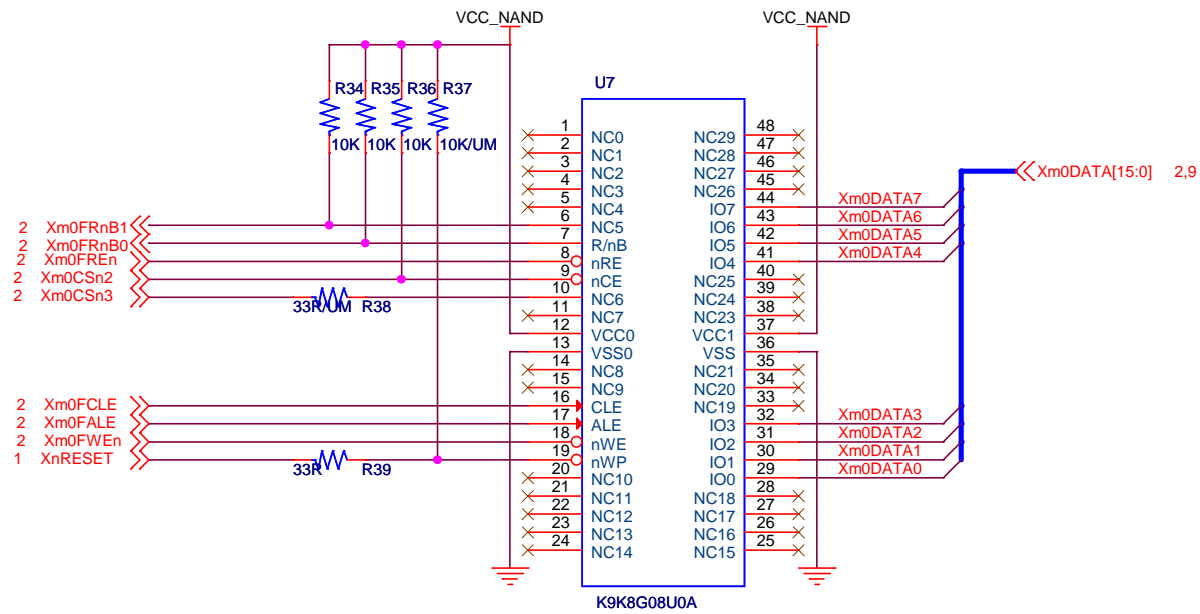 VCC_NAND VCC_NAND
U7
R34 R35 R36 R37
10K 10K 10K 10K/UM
1 NC0 NC29 48
2 NC1 NC28 47
3 NC2 NC27 46
4 NC3 NC26 45
Xm0DATA[15:0] 2,9
5 NC4 IO7 44 Xm0DATA7
2 Xm0FRnB1 6 NC5 IO6 43 Xm0DATA6
2 Xm0FRnB0 7 R/nB IO5 42 Xm0DATA5
2 Xm0FREn 8 nRE IO4 41 Xm0DATA4
2 Xm0CSn2 9 nCE NC25 40
2 Xm0CSn3 33R/UM R38 10 NC6 NC24 39
11 NC7 NC23 38
12 VCC0 VCC1 37
13 VSS0 VSS 36
14 NC8 NC21 35
15 NC9 NC20 34
2 Xm0FCLE 16 CLE NC19 33
2 Xm0FALE 17 ALE IO3 32 Xm0DATA3
2 Xm0FWEn 18 nWE IO2 31 Xm0DATA2
1 XnRESET 33R R39 19 nWP IO1 30 Xm0DATA1
20 NC10 IO0 29 Xm0DATA0
21 NC11 NC18 28
22 NC12 NC17 27
23 NC13 NC16 26
24 NC14 NC15 25
K9K8G08U0A